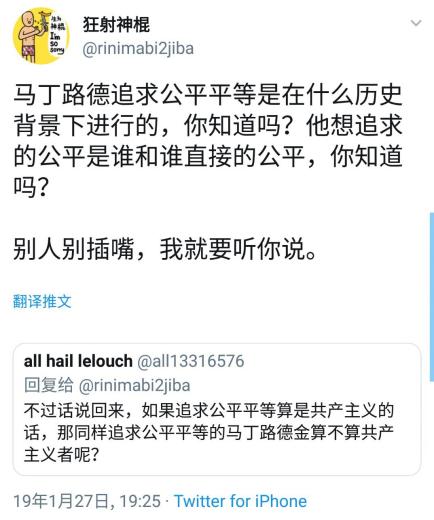 生为
神棍
I'm
so
sorry
狂射神棍
@rinimabi2jiba
马丁路德追求公平平等是在什么历史
背景下进行的，你知道吗？他想追求
的公平是谁和谁直接的公平，你知道
吗？
别人别插嘴，我就要听你说。
翻译推文
all hail lelouch @all13316576
回复给 @rinimabi2jiba
不过话说回来，如果追求公平平等算是共产主义的
话，那同样追求公平平等的马丁路德金算不算共产
主义者呢？
19年1月27日, 19:25 · Twitter for iPhone